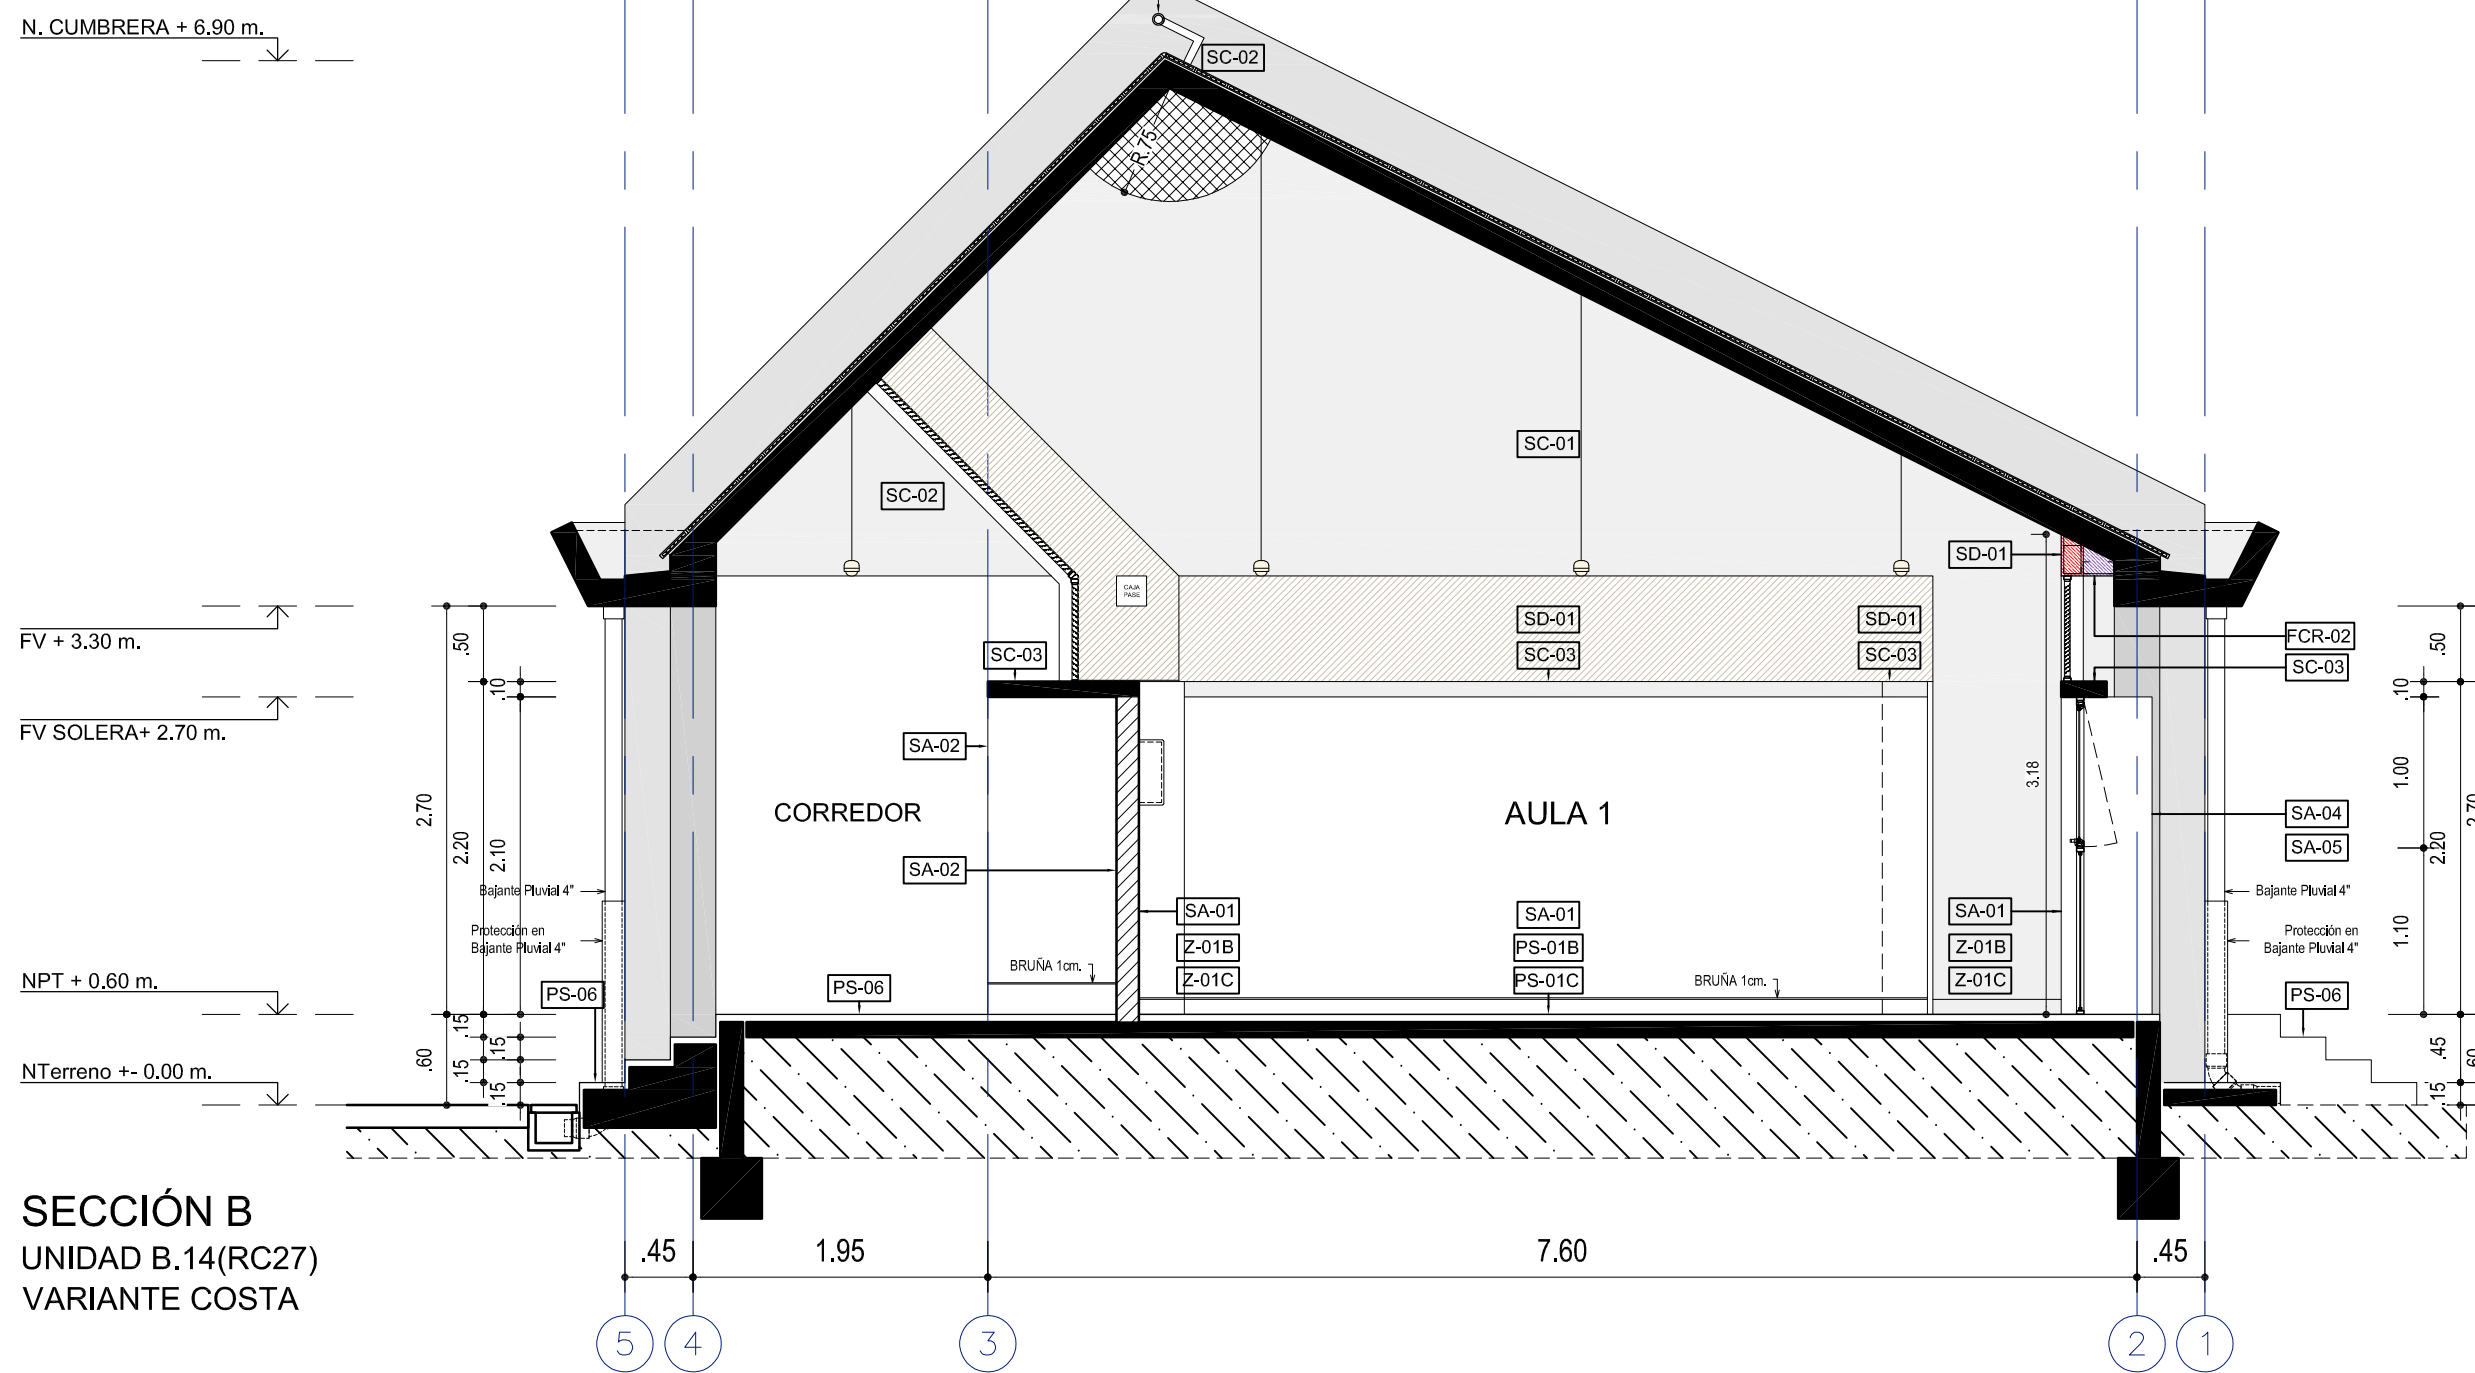 N. CUMBRERA + 6.90 m.
SC-02
R.75
SC-01
SC-02
SD-01
CAJA
PASE
FV + 3.30 m.
.50
SC-03
SD-01
SC-03
SD-01
SC-03
FCR-02
SC-03
.50
.10
.10
FV SOLERA+ 2.70 m.
SA-02
3.18
1.00
2.70
2.20
2.10
CORREDOR
AULA 1
SA-04
SA-05
2.70
2.20
SA-02
Bajante Pluvial 4"
Bajante Pluvial 4"
Protección en
Bajante Pluvial 4"
SA-01
Z-01B
Z-01C
SA-01
PS-01B
PS-01C
SA-01
Z-01B
Z-01C
Protección en
Bajante Pluvial 4"
1.10
BRUÑA 1cm.
BRUÑA 1cm.
NPT + 0.60 m.
PS-06
PS-06
PS-06
.15
.15
.15
.15
.60
.45
.60
.15
NTerreno +- 0.00 m.
SECCIÓN B
UNIDAD B.14(RC27)
VARIANTE COSTA
.45
1.95
7.60
.45
5
4
3
2
1